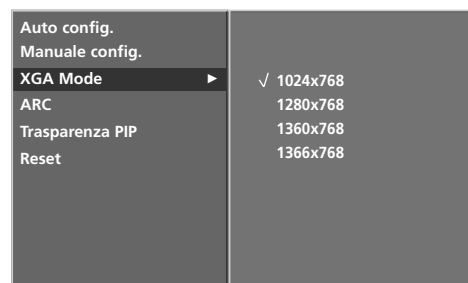 Auto config.
Manuale config.
XGA Mode ►
ARC
Trasparenza PIP
Reset
√ 1024x768
1280x768
1360x768
1366x768